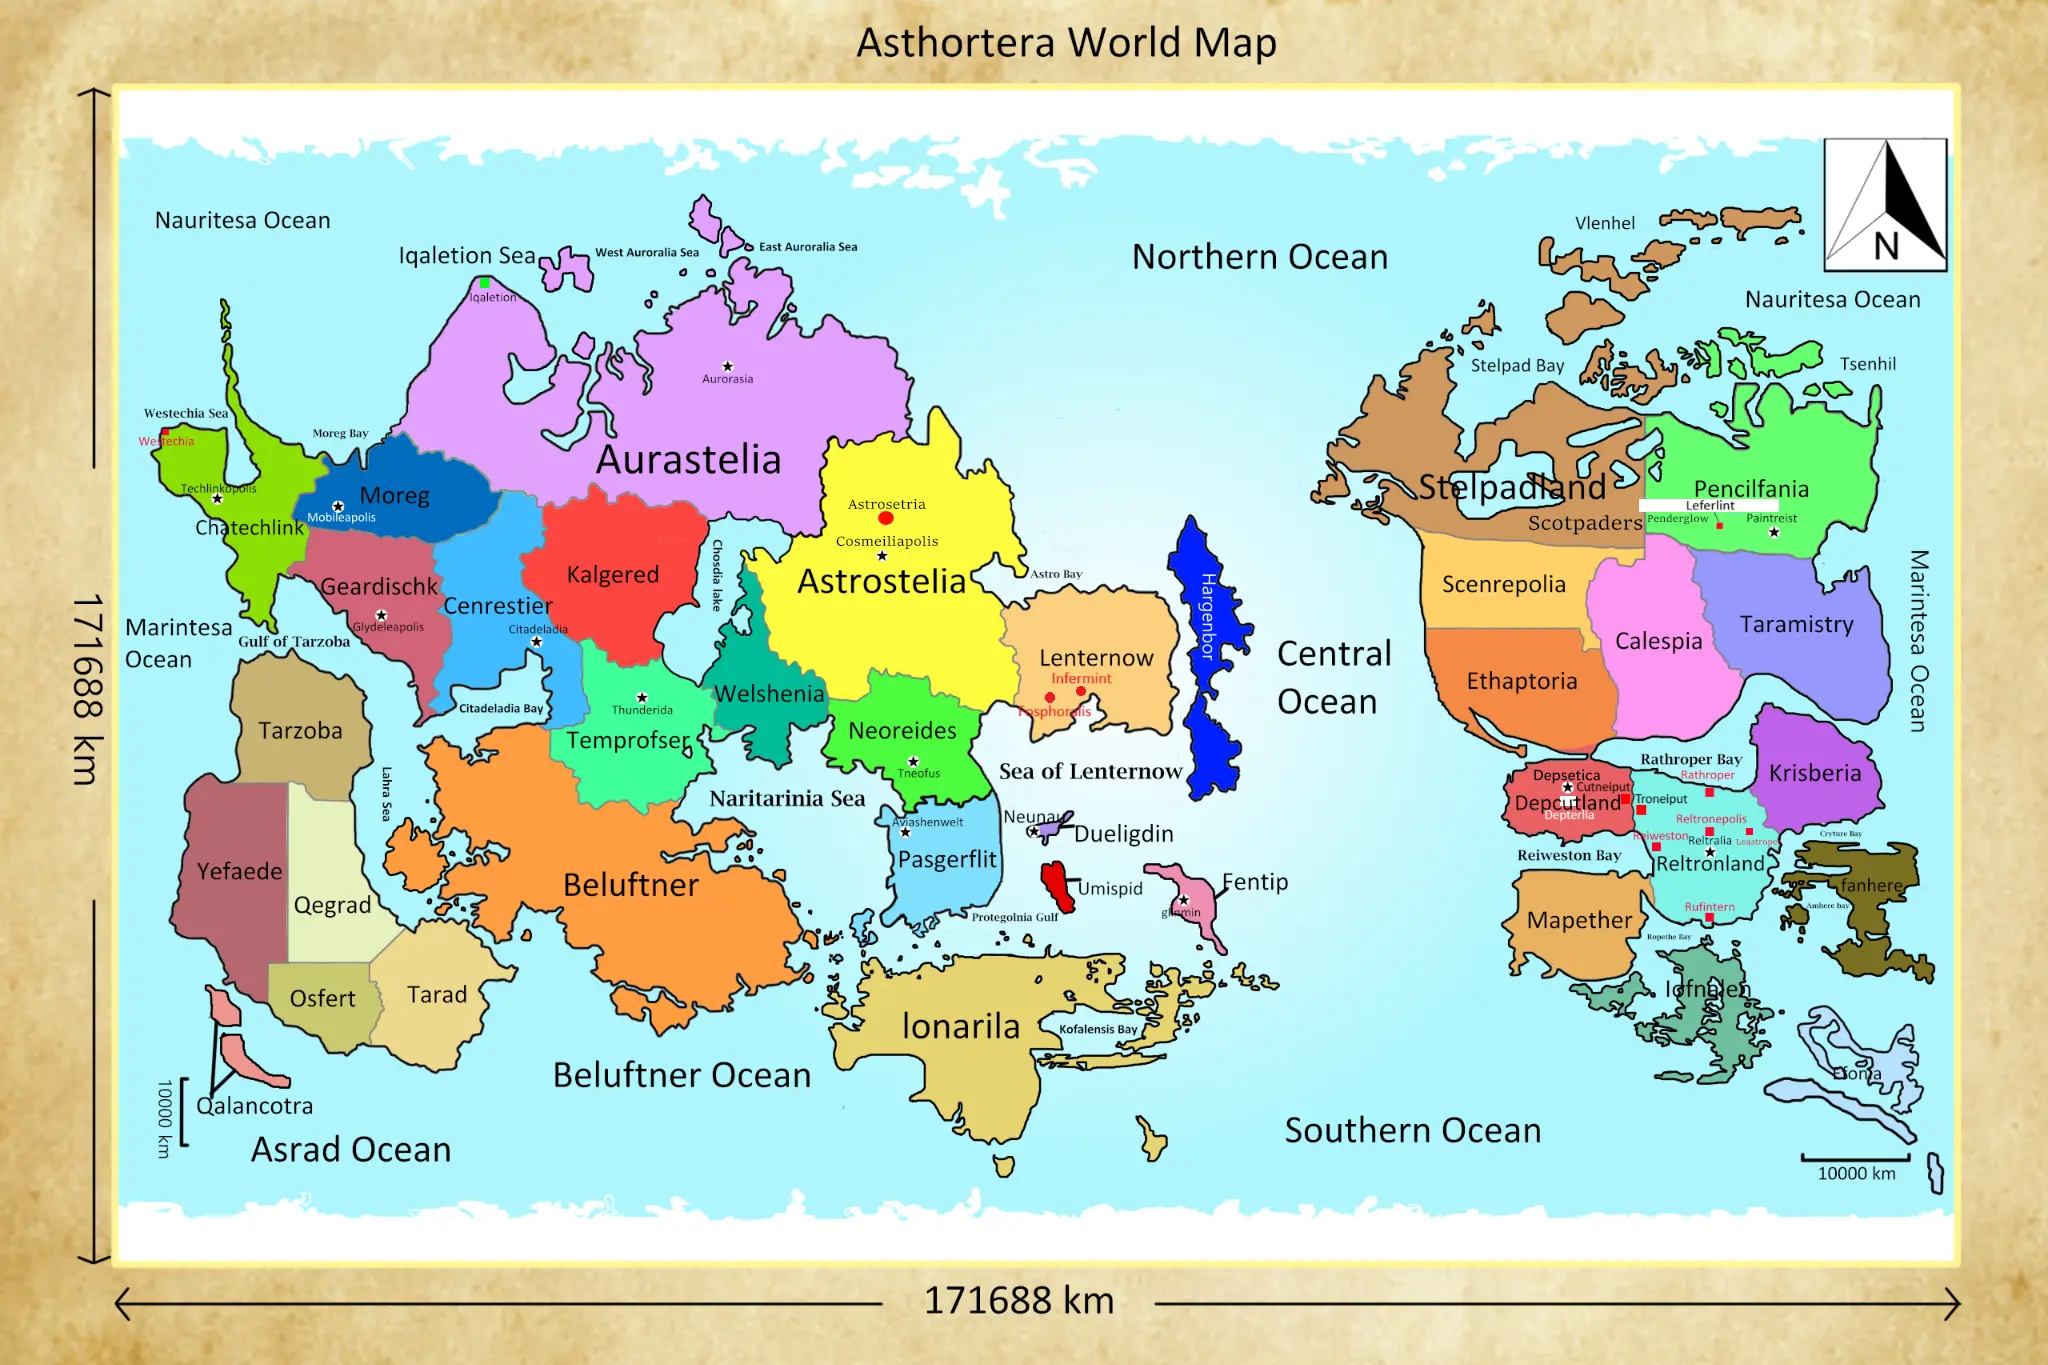 Asthortera World Map
Nauritesa Ocean
Iqaletion Sea
West Auroralia Sea
East Auroralia Sea
Northern Ocean
Vlenhel
N
Nauritesa Ocean
Iqaletion
Aurorasia
Stelpad Bay
Tsenhil
Westechia Sea
Westechia
Moreg Bay
Aurastelia
Techlinkopolis
Chatechlink
Moreg
Mobileapolis
Astrosetria
Cosmeiliapolis
Astrostelia
Stelpadland
Scotpaders
Pencilfania
Leferlint
Penderglow
Paintreist
Geardischk
Glydeleapolis
Cenrestier
Citadeladia
Kalgered
Chosdia lake
Astro Bay
Hargenbor
Scenrepolia
Calespia
Taramistry
Marintesa Ocean
171688 km
Marintesa
Ocean
Gulf of Tarzoba
Central
Ocean
Lenternow
Infermint
Fosphoralis
Ethaptoria
Tarzoba
Citadeladia Bay
Thunderida
Temprofser
Welshenia
Neoreides
Tneofus
Sea of Lenternow
Naritarinia Sea
Rathroper Bay
Rathroper
Krisberia
Depsetica
Cutneiput
Depcutland
Depterlia
Troneiput
Reltronepolis
Reiweston
Reltralia
Leastrope
Reltronland
Cryture Bay
Reiweston Bay
Lahra Sea
Yefaede
Qegrad
Beluftner
Aviashenwelt
Pasgerflit
Neunau
Dueligdin
Umispid
Fentip
glinmin
Protegolnia Gulf
Mapether
Rufintern
Ropethe Bay
fanhere
Ambere bay
Osfert
Tarad
Ionarila
Kofalensis Bay
Iofnalen
Efonia
Qalancotra
10000 km
Asrad Ocean
Beluftner Ocean
Southern Ocean
10000 km
171688 km